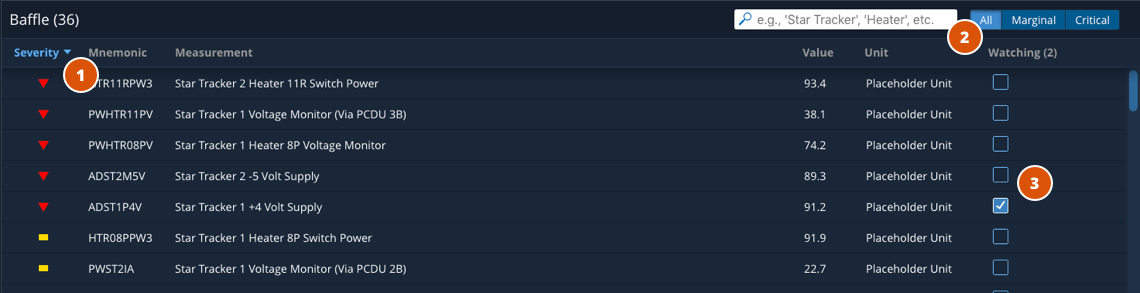 Baffle (36) e.g., 'Star Tracker', 'Heater', etc. All Marginal Critical
2
Severity Mnemonic Measurement Value Unit Watching (2)
1
Star Tracker 2 Heater 11R Switch Power 93.4 Placeholder Unit
PWHTR11PV Star Tracker 1 Voltage Monitor (Via PCDU 3B) 38.1 Placeholder Unit
PWHTR08PV Star Tracker 1 Heater 8P Voltage Monitor 74.2 Placeholder Unit
ADST2M5V Star Tracker 2 -5 Volt Supply 89.3 Placeholder Unit
3
ADST1P4V Star Tracker 1 +4 Volt Supply 91.2 Placeholder Unit
HTR08PPW3 Star Tracker 1 Heater 8P Switch Power 91.9 Placeholder Unit
PWST2IA Star Tracker 1 Voltage Monitor (Via PCDU 2B) 22.7 Placeholder Unit